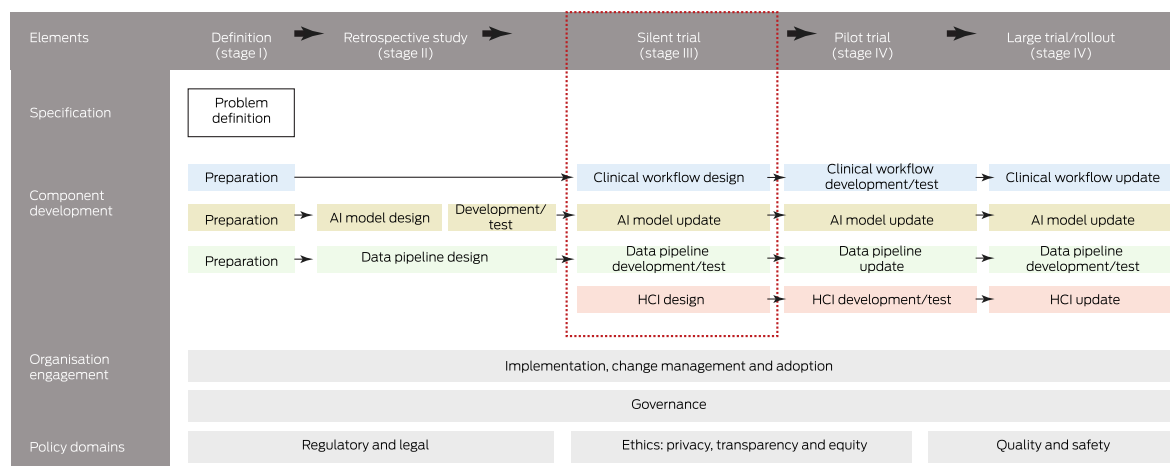 Elements
Definition
(stage I)
Retrospective study
(stage II)
Silent trial
(stage III)
Pilot trial
(stage IV)
Large trial/rollout
(stage IV)
Specification
Problem
definition
Component
development
Preparation
Clinical workflow design
Clinical workflow
development/test
Clinical workflow update
Preparation
AI model design
Development/
test
AI model update
AI model update
AI model update
Preparation
Data pipeline design
Data pipeline
development/test
Data pipeline
update
Data pipeline
development/test
HCI design
HCI development/test
HCI update
Organisation
engagement
Implementation, change management and adoption
Governance
Policy domains
Regulatory and legal
Ethics: privacy, transparency and equity
Quality and safety